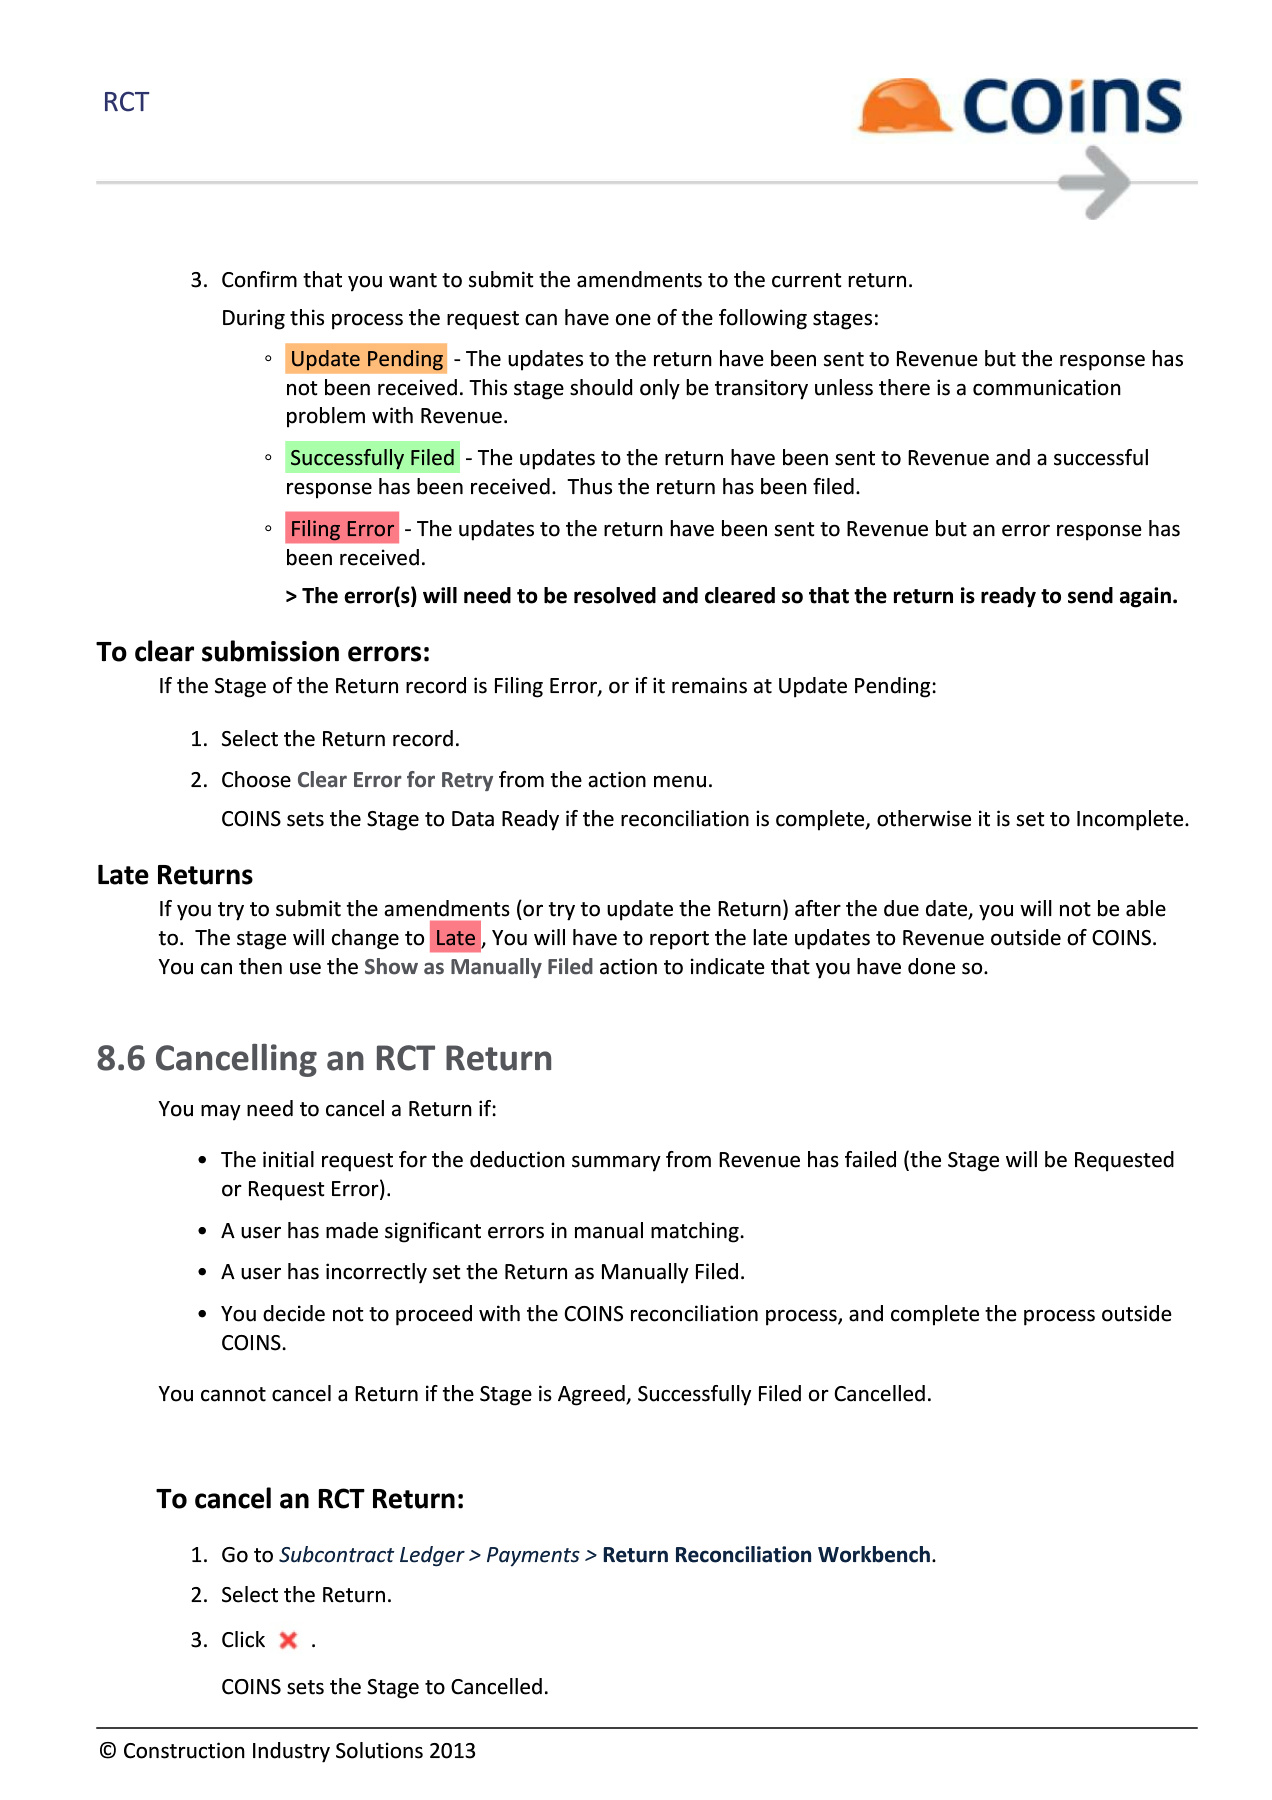 RCT
coins
3. Confirm that you want to submit the amendments to the current return.
During this process the request can have one of the following stages:
◦ Update Pending - The updates to the return have been sent to Revenue but the response has
not been received. This stage should only be transitory unless there is a communication
problem with Revenue.
◦ Successfully Filed - The updates to the return have been sent to Revenue and a successful
response has been received.  Thus the return has been filed.
◦ Filing Error - The updates to the return have been sent to Revenue but an error response has
been received.
> The error(s) will need to be resolved and cleared so that the return is ready to send again.
To clear submission errors:
If the Stage of the Return record is Filing Error, or if it remains at Update Pending:
1. Select the Return record.
2. Choose Clear Error for Retry from the action menu.
COINS sets the Stage to Data Ready if the reconciliation is complete, otherwise it is set to Incomplete.
Late Returns
If you try to submit the amendments (or try to update the Return) after the due date, you will not be able
to.  The stage will change to Late , You will have to report the late updates to Revenue outside of COINS.
You can then use the Show as Manually Filed action to indicate that you have done so.
8.6 Cancelling an RCT Return
You may need to cancel a Return if:
• The initial request for the deduction summary from Revenue has failed (the Stage will be Requested
or Request Error).
• A user has made significant errors in manual matching.
• A user has incorrectly set the Return as Manually Filed.
• You decide not to proceed with the COINS reconciliation process, and complete the process outside
COINS.
You cannot cancel a Return if the Stage is Agreed, Successfully Filed or Cancelled.
To cancel an RCT Return:
1. Go to Subcontract Ledger > Payments > Return Reconciliation Workbench.
2. Select the Return.
3. Click .
COINS sets the Stage to Cancelled.
© Construction Industry Solutions 2013